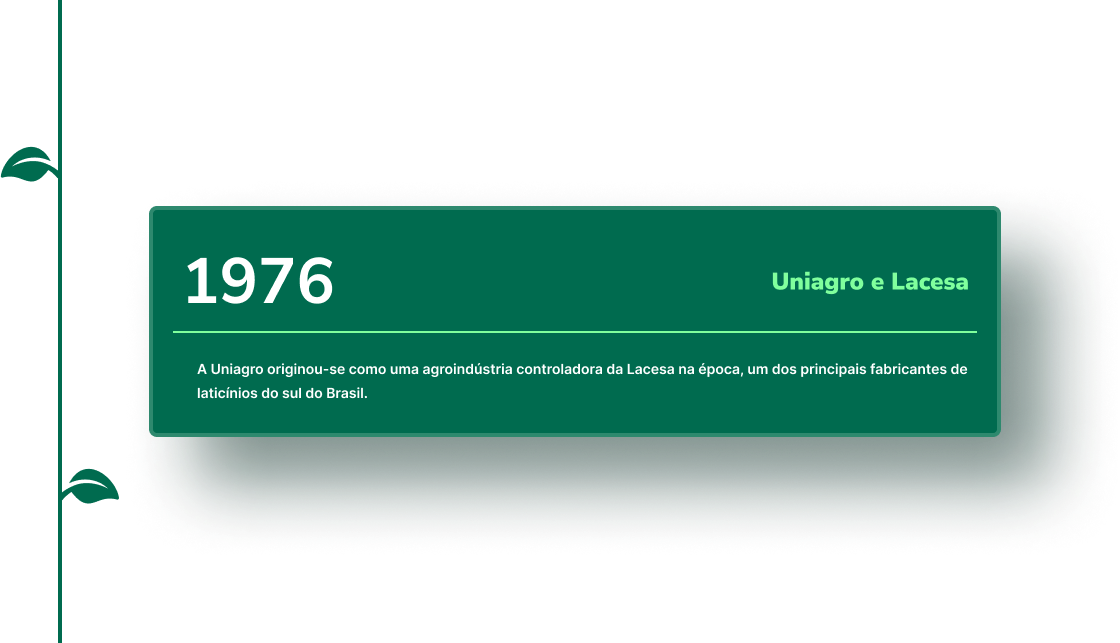 1976
Uniagro e Lacesa
A Uniagro originou-se como uma agroindústria controladora da Lacesa na época, um dos principais fabricantes de
laticínios do sul do Brasil.